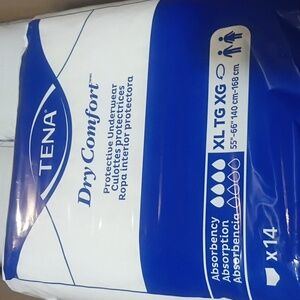 TENA
Dry Comfort™
Protective Underwear
Culottes protectrices
Ropa interior protectora
XL TG XG
55"-66" 140 cm-168 cm
Absorbency
Absorption
Absorbencia
x14